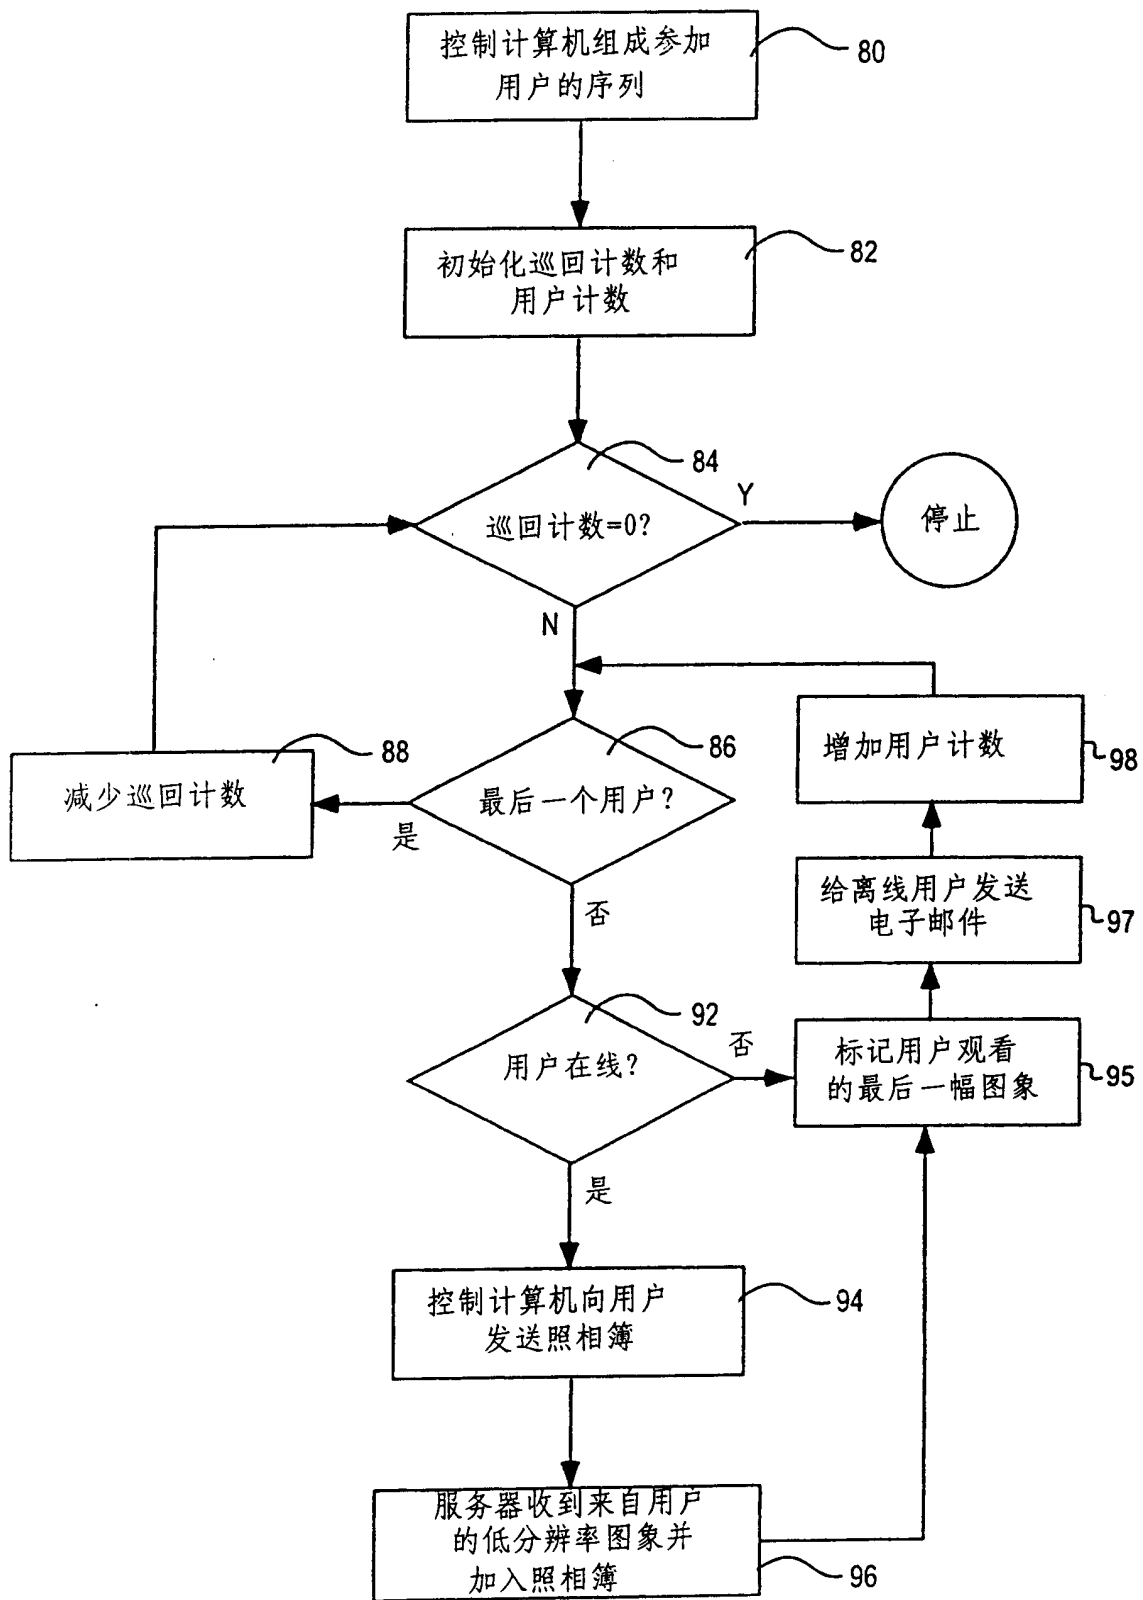 控制计算机组成参加
用户的序列
80
初始化巡回计数和
用户计数
82
84
巡回计数=0?
Y
停止
N
86
最后一个用户?
88
减少巡回计数
是
增加用户计数
98
否
给离线用户发送
电子邮件
97
92
用户在线?
否
标记用户观看
的最后一幅图象
95
是
控制计算机向用户
发送照相簿
94
服务器收到来自用户
的低分辨率图象并
加入照相簿
96